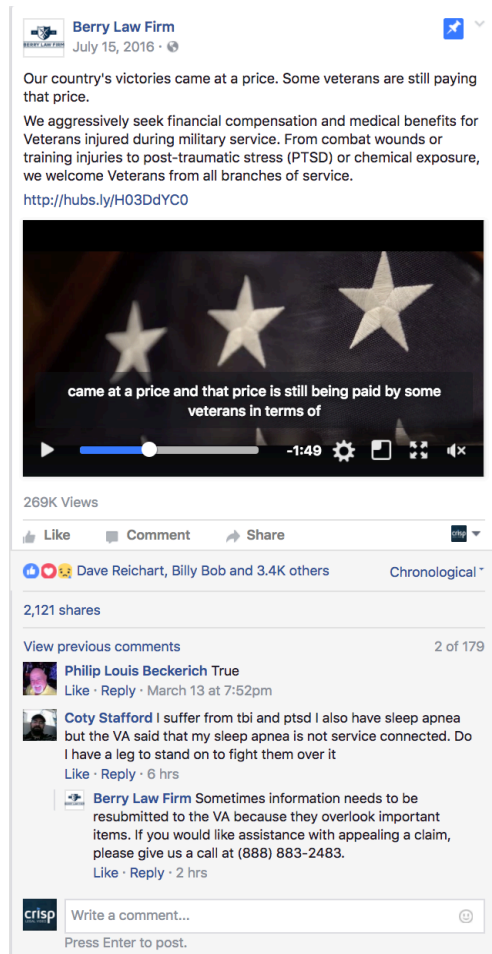 Berry Law Firm
July 15, 2016 ·
BERRY LAW FIRM
Our country's victories came at a price. Some veterans are still paying
that price.
We aggressively seek financial compensation and medical benefits for
Veterans injured during military service. From combat wounds or
training injuries to post-traumatic stress (PTSD) or chemical exposure,
we welcome Veterans from all branches of service.
http://hubs.ly/H03DdYC0
came at a price and that price is still being paid by some
veterans in terms of
-1:49
269K Views
Like Comment Share crisp
Dave Reichart, Billy Bob and 3.4K others Chronological
2,121 shares
View previous comments 2 of 179
Philip Louis Beckerich True
Like · Reply · March 13 at 7:52pm
Coty Stafford I suffer from tbi and ptsd I also have sleep apnea
but the VA said that my sleep apnea is not service connected. Do
I have a leg to stand on to fight them over it
Like · Reply · 6 hrs
Berry Law Firm Sometimes information needs to be
resubmitted to the VA because they overlook important
items. If you would like assistance with appealing a claim,
please give us a call at (888) 883-2483.
Like · Reply · 2 hrs
crisp
Write a comment...
Press Enter to post.